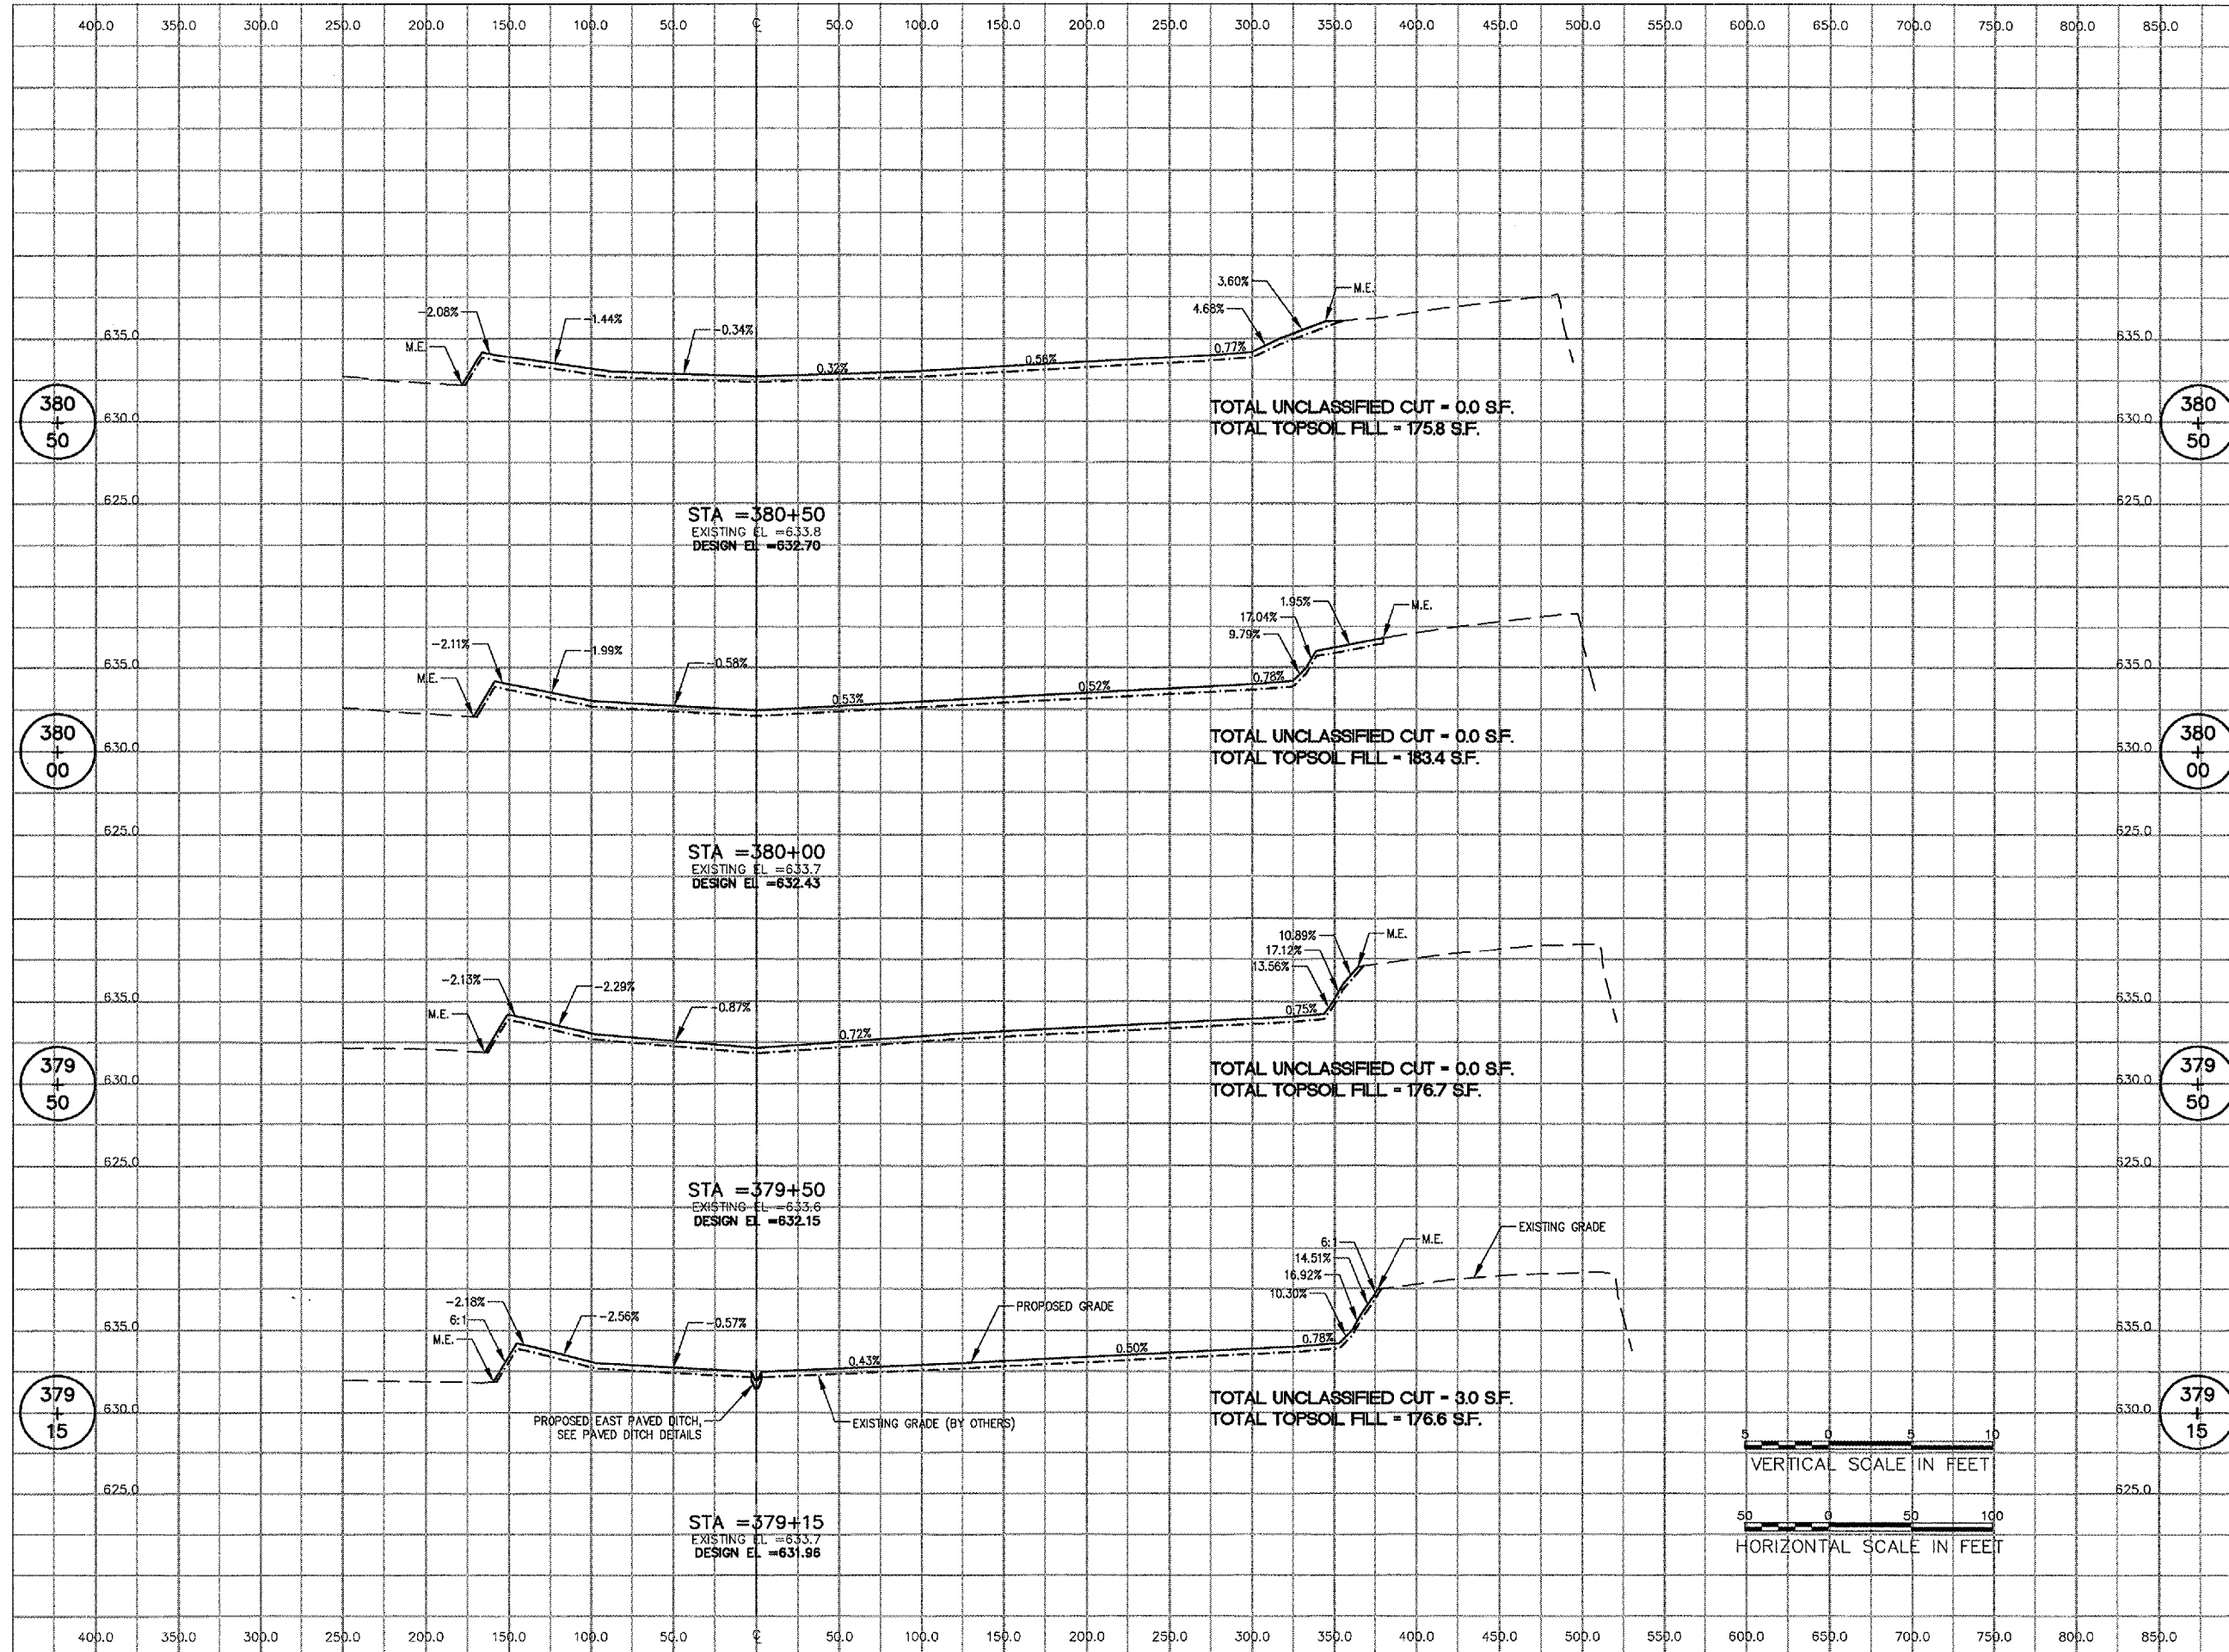 400.0 350.0 300.0 250.0 200.0 150.0 100.0 50.0 ℄ 50.0 100.0 150.0 200.0 250.0 300.0 350.0 400.0 450.0 500.0 550.0 600.0 650.0 700.0 750.0 800.0 850.0
3.60%
M.E.
-2.08%
-1.44%
-0.34%
4.68%
635.0
M.E.
0.32%
0.56%
0.77%
635.0
380
+
50
630.0
TOTAL UNCLASSIFIED CUT = 0.0 S.F.
TOTAL TOPSOIL FILL = 175.8 S.F.
630.0
380
+
50
625.0
625.0
STA =380+50
EXISTING EL =633.8
DESIGN EL =632.70
1.95%
M.E.
17.04%
9.79%
-2.11%
-1.99%
-0.58%
635.0
M.E.
0.53%
0.52%
0.78%
635.0
380
+
00
630.0
TOTAL UNCLASSIFIED CUT = 0.0 S.F.
TOTAL TOPSOIL FILL = 183.4 S.F.
630.0
380
+
00
625.0
625.0
STA =380+00
EXISTING EL =633.7
DESIGN EL =632.43
10.89%
M.E.
17.12%
13.56%
-2.13%
-2.29%
-0.87%
635.0
M.E.
0.72%
0.75%
635.0
379
+
50
630.0
TOTAL UNCLASSIFIED CUT = 0.0 S.F.
TOTAL TOPSOIL FILL = 176.7 S.F.
630.0
379
+
50
625.0
625.0
STA =379+50
EXISTING EL =633.6
DESIGN EL =632.15
EXISTING GRADE
6:1
M.E.
14.51%
16.92%
10.30%
-2.18%
6:1
-2.56%
-0.57%
PROPOSED GRADE
635.0
M.E.
0.43%
0.50%
0.78%
635.0
379
+
15
630.0
PROPOSED EAST PAVED DITCH,
SEE PAVED DITCH DETAILS
EXISTING GRADE (BY OTHERS)
TOTAL UNCLASSIFIED CUT = 3.0 S.F.
TOTAL TOPSOIL FILL = 176.6 S.F.
630.0
379
+
15
5 0 5 10
VERTICAL SCALE IN FEET
625.0
625.0
50 0 50 100
HORIZONTAL SCALE IN FEET
STA =379+15
EXISTING EL =633.7
DESIGN EL =631.96
400.0 350.0 300.0 250.0 200.0 150.0 100.0 50.0 ℄ 50.0 100.0 150.0 200.0 250.0 300.0 350.0 400.0 450.0 500.0 550.0 600.0 650.0 700.0 750.0 800.0 850.0